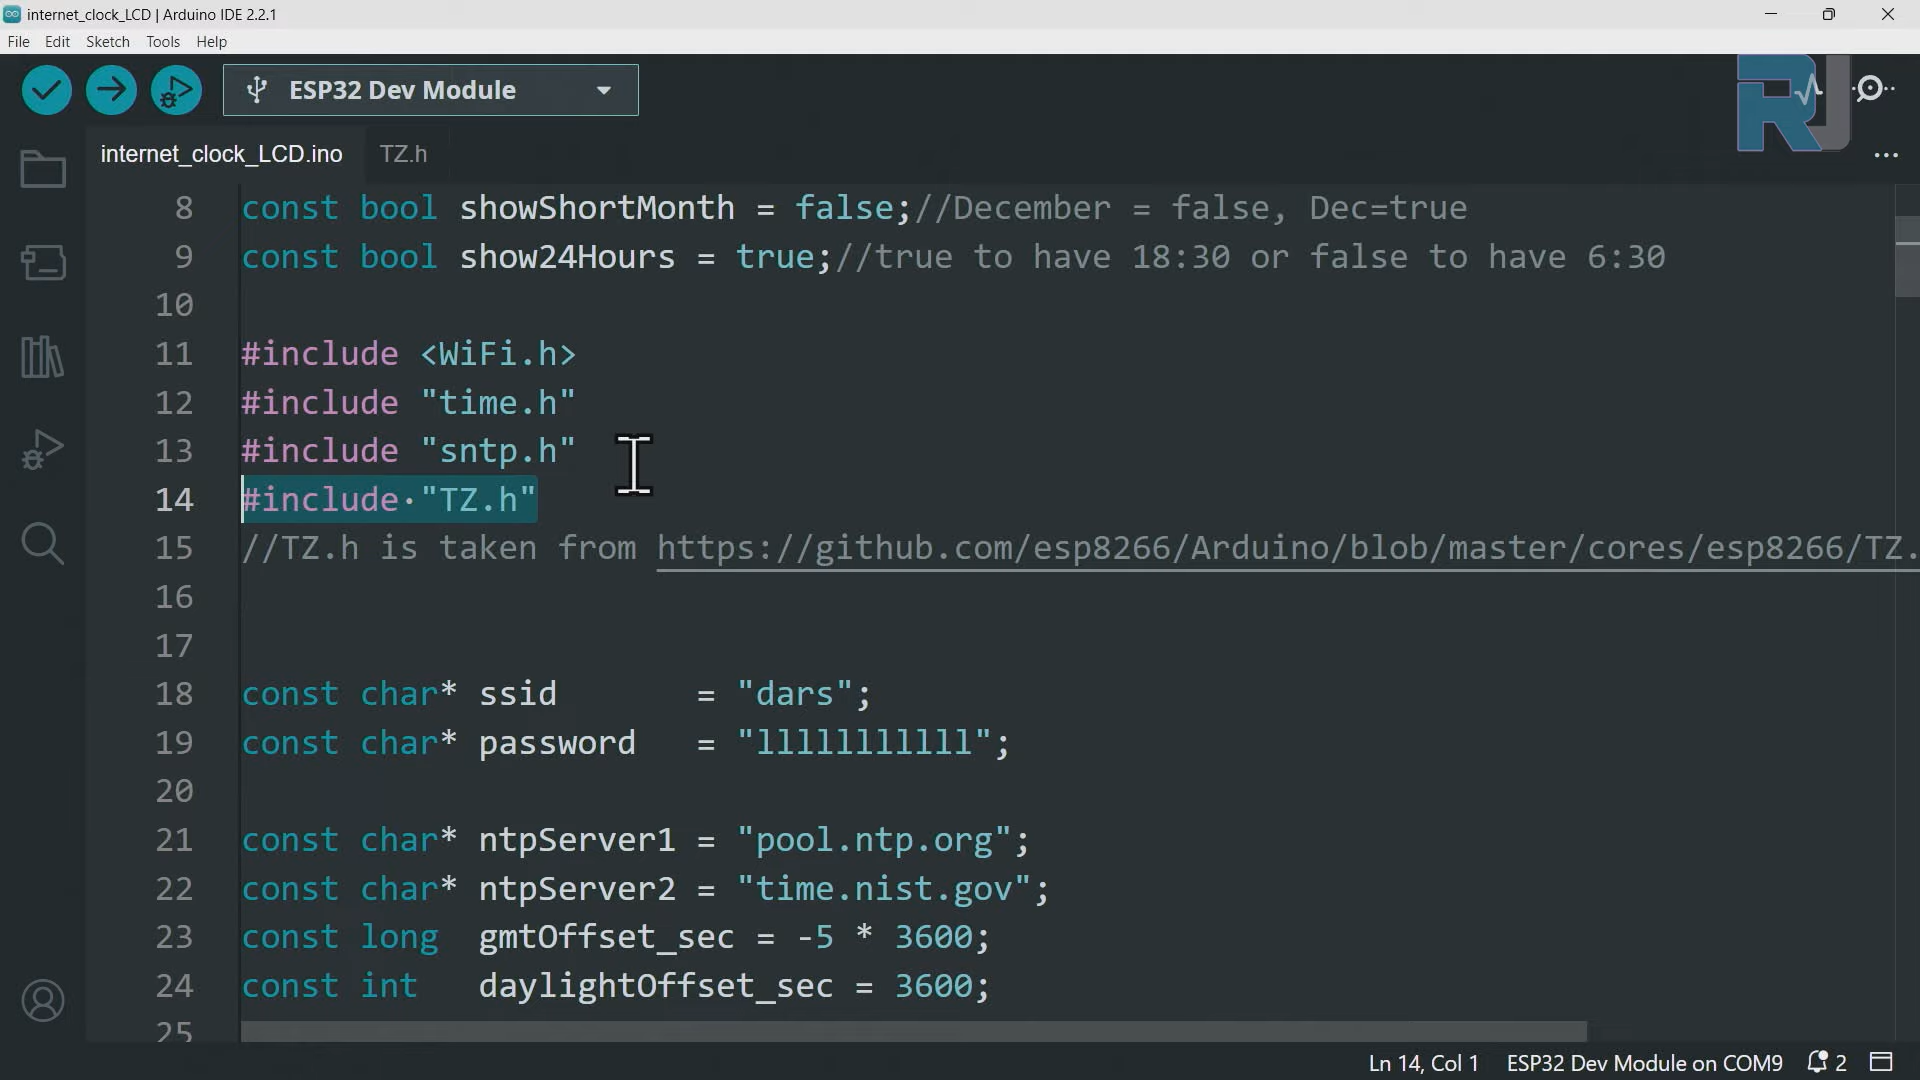 internet_clock_LCD | Arduino IDE 2.2.1
File Edit Sketch Tools Help
ESP32 Dev Module
RJ
internet_clock_LCD.ino TZ.h
8 const bool showShortMonth = false;//December = false, Dec=true
9 const bool show24Hours = true;//true to have 18:30 or false to have 6:30
10
11 #include <WiFi.h>
12 #include "time.h"
13 #include "sntp.h"
14 #include "TZ.h"
15 //TZ.h is taken from https://github.com/esp8266/Arduino/blob/master/cores/esp8266/TZ.
16
17
18 const char* ssid = "dars";
19 const char* password = "lllllllllll";
20
21 const char* ntpServer1 = "pool.ntp.org";
22 const char* ntpServer2 = "time.nist.gov";
23 const long gmtOffset_sec = -5 * 3600;
24 const int daylightOffset_sec = 3600;
25
Ln 14, Col 1 ESP32 Dev Module on COM9 2